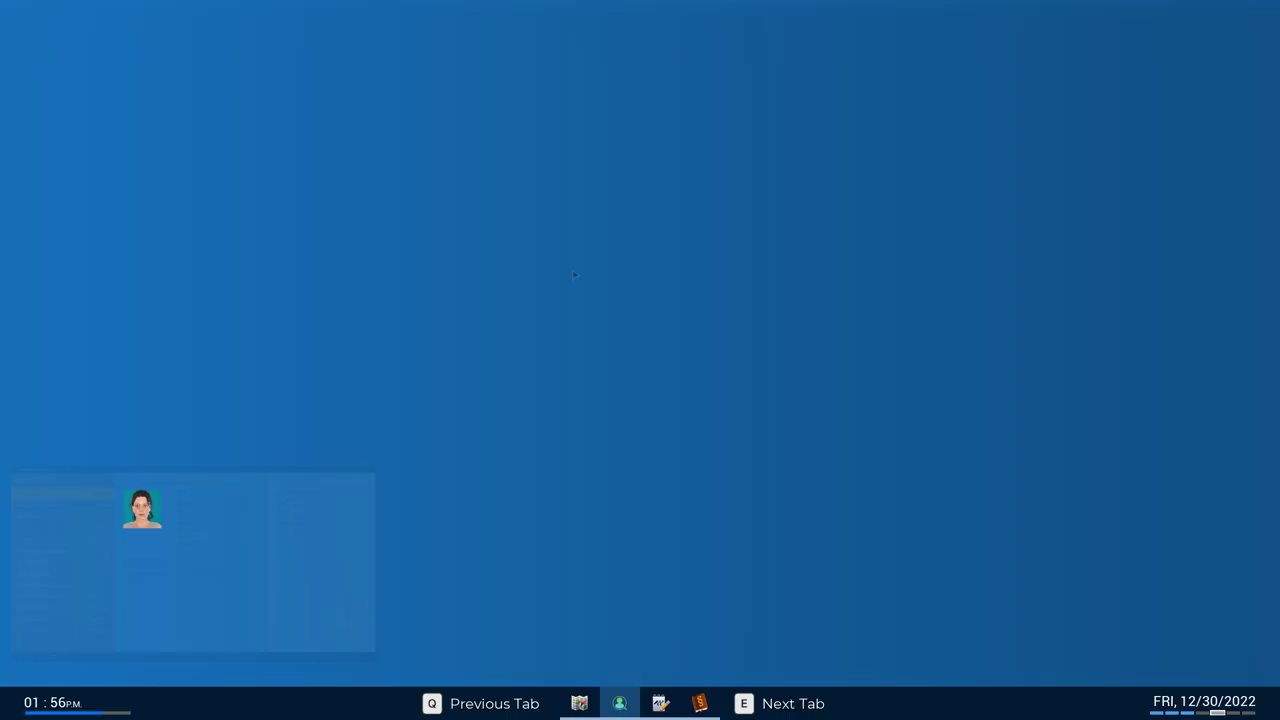 01 : 56P.M.
Q Previous Tab
E Next Tab
FRI, 12/30/2022